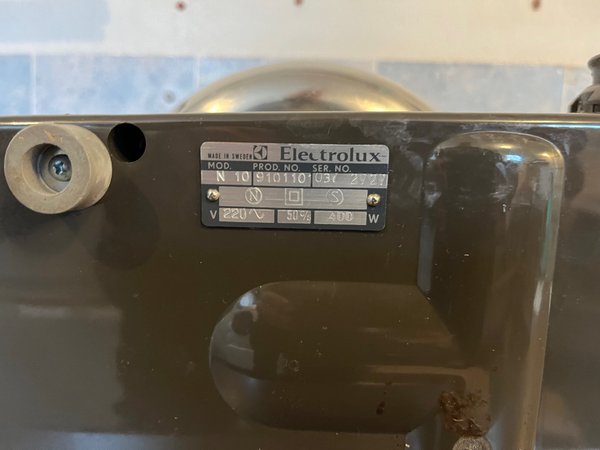 MADE IN SWEDEN Electrolux
MOD. PROD. NO. SER. NO.
N 10 910110
N S
V 220 50% 400 W